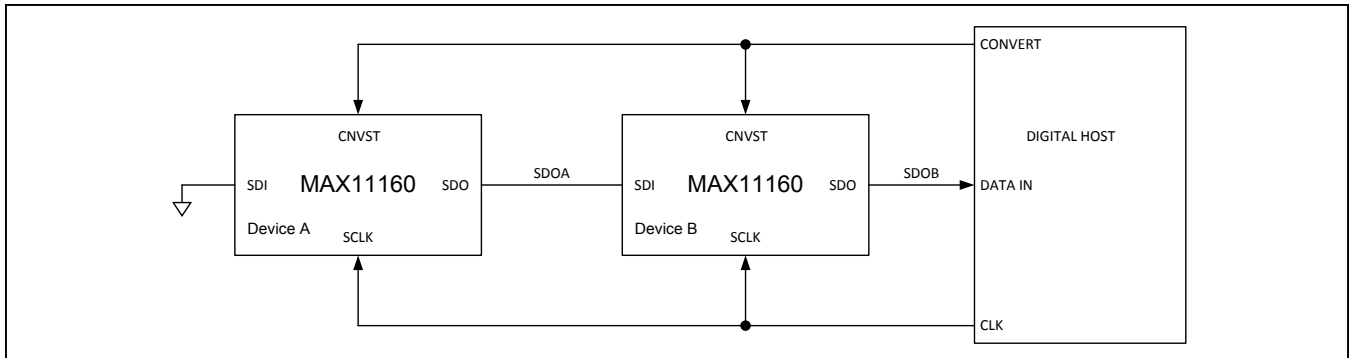 CONVERT
CNVST
CNVST
DIGITAL HOST
SDI
MAX11160
SDO
SDOA
SDI
MAX11160
SDO
SDOB
DATA IN
Device A
SCLK
Device B
SCLK
CLK